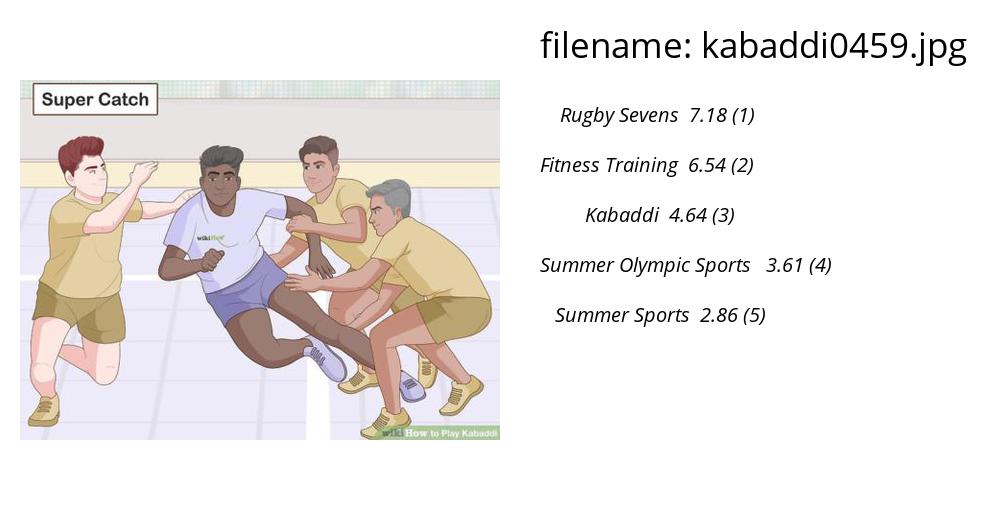 filename: kabaddi0459.jpg
Super Catch
Rugby Sevens 7.18 (1)
Fitness Training 6.54 (2)
Kabaddi 4.64 (3)
Summer Olympic Sports 3.61 (4)
Summer Sports 2.86 (5)
wikiHow
wikiHow to Play Kabaddi